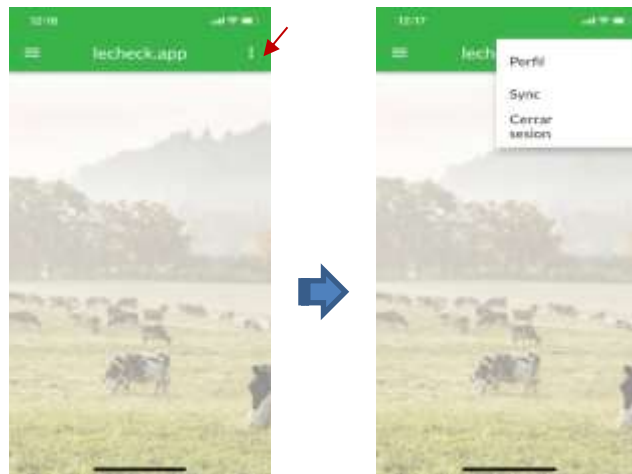 12:16
lecheck.app
12:17
lech
Perfil
Sync
Cerrar
sesion